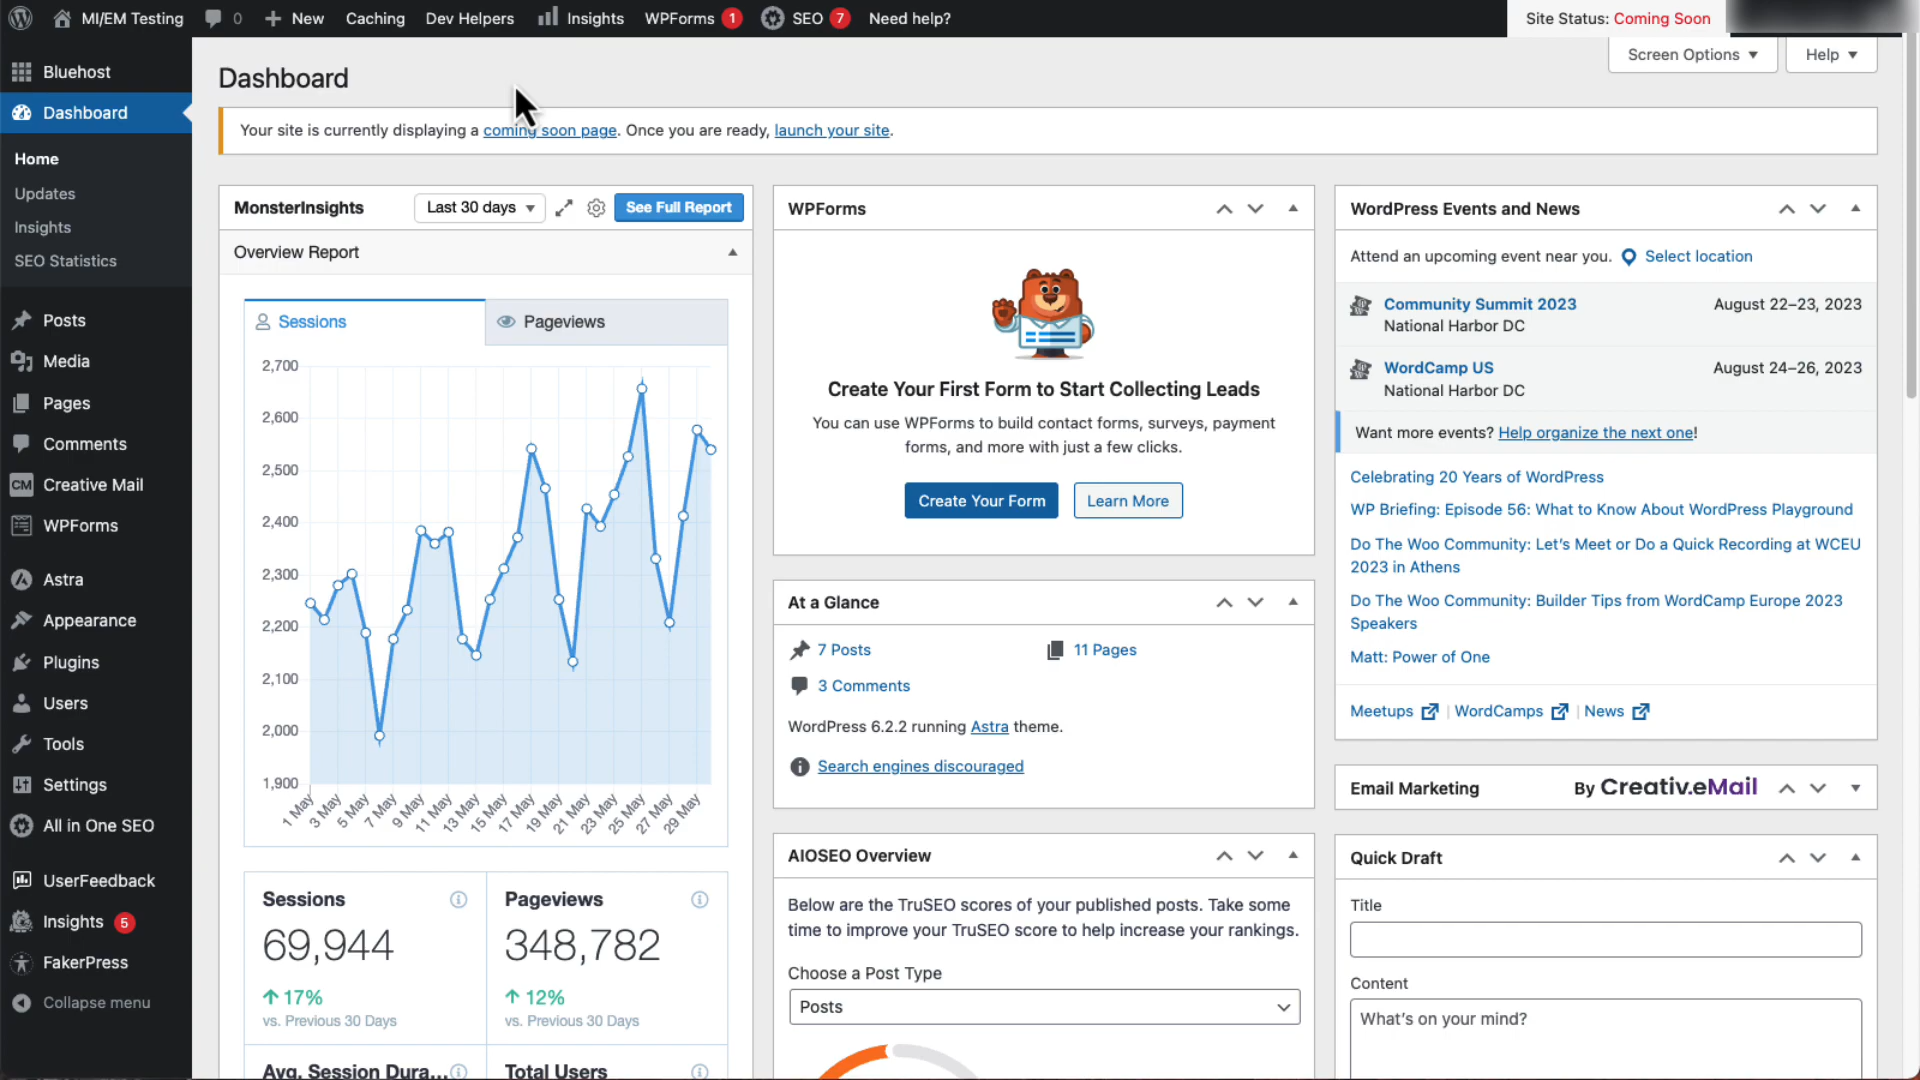 MI/EM Testing 0 New Caching Dev Helpers Insights WPForms 1 SEO 7 Need help? Site Status: Coming Soon
Screen Options Help
Bluehost
Dashboard
Home
Updates
Insights
SEO Statistics
Posts
Media
Pages
Comments
CM Creative Mail
WPForms
Astra
Appearance
Plugins
Users
Tools
Settings
All in One SEO
UserFeedback
Insights 5
FakerPress
Collapse menu
Dashboard
Your site is currently displaying a coming soon page. Once you are ready, launch your site.
MonsterInsights Last 30 days See Full Report
Overview Report
Sessions Pageviews
2,700
2,600
2,500
2,400
2,300
2,200
2,100
2,000
1,900
1 May 3 May 5 May 7 May 9 May 11 May 13 May 15 May 17 May 19 May 21 May 23 May 25 May 27 May 29 May
Sessions
69,944
17%
vs. Previous 30 Days
Pageviews
348,782
12%
vs. Previous 30 Days
Avg. Session Dura...
Total Users
WPForms
Create Your First Form to Start Collecting Leads
You can use WPForms to build contact forms, surveys, payment
forms, and more with just a few clicks.
Create Your Form Learn More
At a Glance
7 Posts 11 Pages
3 Comments
WordPress 6.2.2 running Astra theme.
Search engines discouraged
AIOSEO Overview
Below are the TruSEO scores of your published posts. Take some
time to improve your TruSEO score to help increase your rankings.
Choose a Post Type
Posts
WordPress Events and News
Attend an upcoming event near you. Select location
Community Summit 2023 August 22–23, 2023
National Harbor DC
WordCamp US August 24–26, 2023
National Harbor DC
Want more events? Help organize the next one!
Celebrating 20 Years of WordPress
WP Briefing: Episode 56: What to Know About WordPress Playground
Do The Woo Community: Let's Meet or Do a Quick Recording at WCEU
2023 in Athens
Do The Woo Community: Builder Tips from WordCamp Europe 2023
Speakers
Matt: Power of One
Meetups | WordCamps | News
Email Marketing By Creativ.eMail
Quick Draft
Title
Content
What's on your mind?